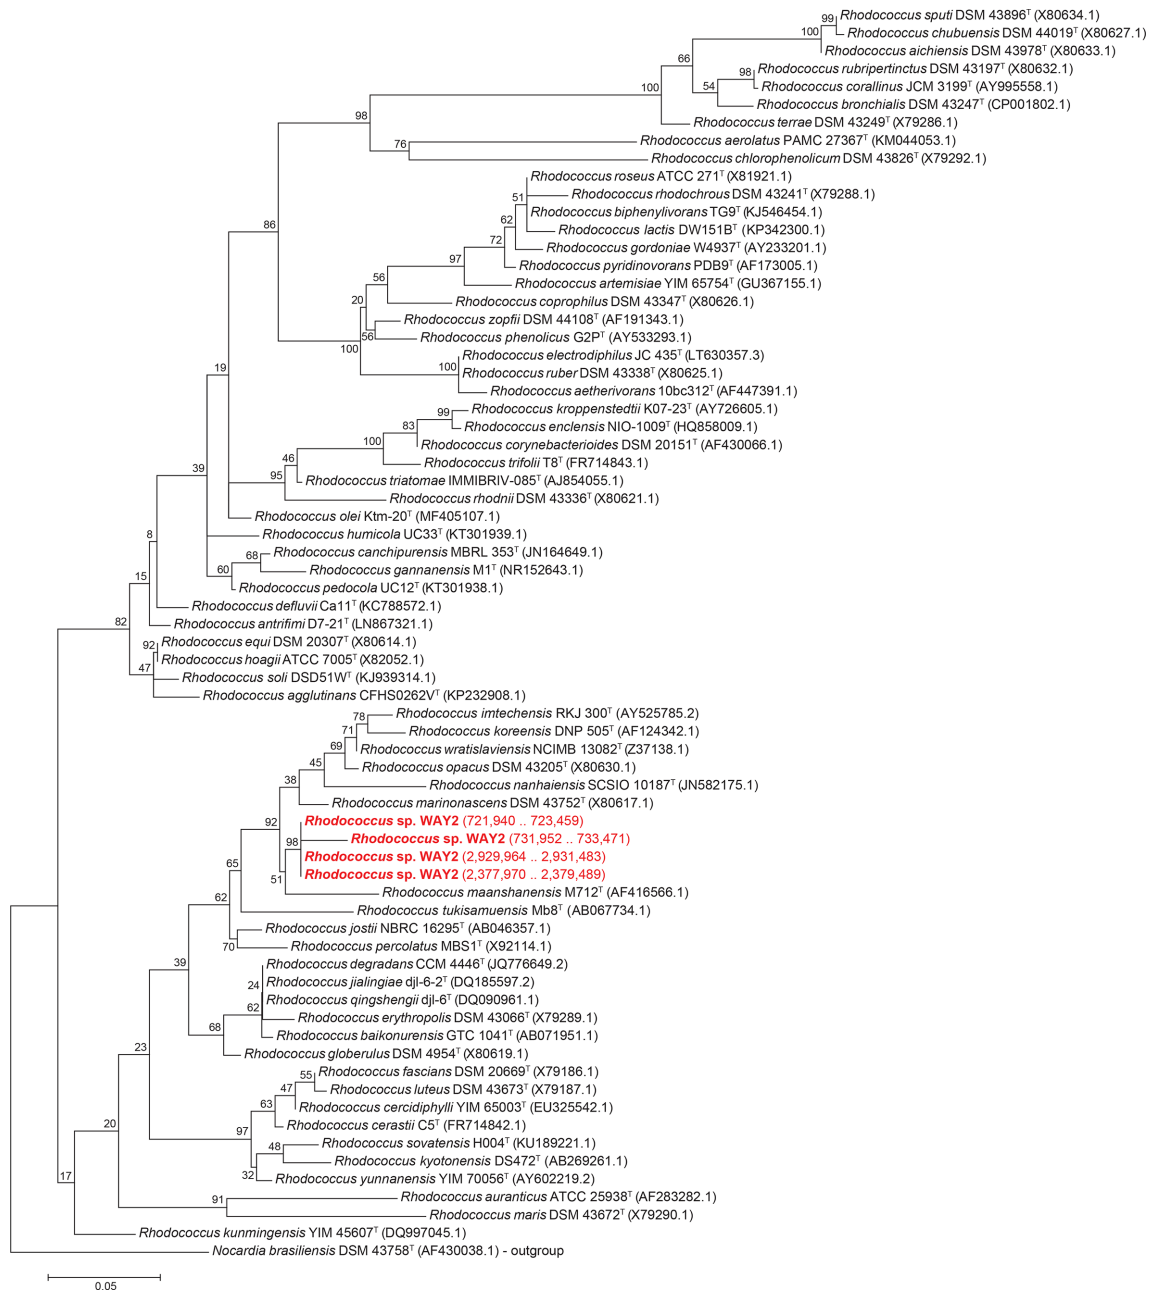 99
Rhodococcus sputi DSM 43896ᵀ (X80634.1)
100
Rhodococcus chubuensis DSM 44019ᵀ (X80627.1)
Rhodococcus aichiensis DSM 43978ᵀ (X80633.1)
66
98
Rhodococcus rubripertinctus DSM 43197ᵀ (X80632.1)
100
54
Rhodococcus corallinus JCM 3199ᵀ (AY995558.1)
Rhodococcus bronchialis DSM 43247ᵀ (CP001802.1)
98
Rhodococcus terrae DSM 43249ᵀ (X79286.1)
76
Rhodococcus aerolatus PAMC 27367ᵀ (KM044053.1)
Rhodococcus chlorophenolicum DSM 43826ᵀ (X79292.1)
Rhodococcus roseus ATCC 271ᵀ (X81921.1)
51
Rhodococcus rhodochrous DSM 43241ᵀ (X79288.1)
86
62
Rhodococcus biphenylivorans TG9ᵀ (KJ546454.1)
Rhodococcus lactis DW151Bᵀ (KP342300.1)
72
Rhodococcus gordoniae W4937ᵀ (AY233201.1)
97
Rhodococcus pyridinovorans PDB9ᵀ (AF173005.1)
56
Rhodococcus artemisiae YIM 65754ᵀ (GU367155.1)
20
Rhodococcus coprophilus DSM 43347ᵀ (X80626.1)
Rhodococcus zopfii DSM 44108ᵀ (AF191343.1)
56
Rhodococcus phenolicus G2Pᵀ (AY533293.1)
100
Rhodococcus electrodiphilus JC 435ᵀ (LT630357.3)
19
100
Rhodococcus ruber DSM 43338ᵀ (X80625.1)
Rhodococcus aetherivorans 10bc312ᵀ (AF447391.1)
99
Rhodococcus kroppenstedtii K07-23ᵀ (AY726605.1)
83
Rhodococcus enclensis NIO-1009ᵀ (HQ858009.1)
100
Rhodococcus corynebacterioides DSM 20151ᵀ (AF430066.1)
46
Rhodococcus trifolii T8ᵀ (FR714843.1)
39
95
Rhodococcus triatomae IMMIBRIV-085ᵀ (AJ854055.1)
Rhodococcus rhodnii DSM 43336ᵀ (X80621.1)
Rhodococcus olei Ktm-20ᵀ (MF405107.1)
8
Rhodococcus humicola UC33ᵀ (KT301939.1)
68
Rhodococcus canchipurensis MBRL 353ᵀ (JN164649.1)
60
Rhodococcus gannanensis M1ᵀ (NR152643.1)
15
Rhodococcus pedocola UC12ᵀ (KT301938.1)
Rhodococcus defluvii Ca11ᵀ (KC788572.1)
82
Rhodococcus antrifimi D7-21ᵀ (LN867321.1)
92
Rhodococcus equi DSM 20307ᵀ (X80614.1)
Rhodococcus hoagii ATCC 7005ᵀ (X82052.1)
47
Rhodococcus soli DSD51Wᵀ (KJ939314.1)
Rhodococcus agglutinans CFHS0262Vᵀ (KP232908.1)
78
Rhodococcus imtechensis RKJ 300ᵀ (AY525785.2)
71
Rhodococcus koreensis DNP 505ᵀ (AF124342.1)
69
Rhodococcus wratislaviensis NCIMB 13082ᵀ (Z37138.1)
45
Rhodococcus opacus DSM 43205ᵀ (X80630.1)
38
Rhodococcus nanhaiensis SCSIO 10187ᵀ (JN582175.1)
Rhodococcus marinonascens DSM 43752ᵀ (X80617.1)
92
Rhodococcus sp. WAY2 (721,940 .. 723,459)
98
Rhodococcus sp. WAY2 (731,952 .. 733,471)
65
Rhodococcus sp. WAY2 (2,929,964 .. 2,931,483)
51
Rhodococcus sp. WAY2 (2,377,970 .. 2,379,489)
62
Rhodococcus maanshanensis M712ᵀ (AF416566.1)
Rhodococcus tukisamuensis Mb8ᵀ (AB067734.1)
Rhodococcus jostii NBRC 16295ᵀ (AB046357.1)
70
Rhodococcus percolatus MBS1ᵀ (X92114.1)
39
Rhodococcus degradans CCM 4446ᵀ (JQ776649.2)
24
Rhodococcus jialingiae djl-6-2ᵀ (DQ185597.2)
62
Rhodococcus qingshengii djl-6ᵀ (DQ090961.1)
Rhodococcus erythropolis DSM 43066ᵀ (X79289.1)
68
Rhodococcus baikonurensis GTC 1041ᵀ (AB071951.1)
23
Rhodococcus globerulus DSM 4954ᵀ (X80619.1)
55
Rhodococcus fascians DSM 20669ᵀ (X79186.1)
47
Rhodococcus luteus DSM 43673ᵀ (X79187.1)
63
Rhodococcus cercidiphylli YIM 65003ᵀ (EU325542.1)
20
97
Rhodococcus cerastii C5ᵀ (FR714842.1)
48
Rhodococcus sovatensis H004ᵀ (KU189221.1)
Rhodococcus kyotonensis DS472ᵀ (AB269261.1)
17
32
Rhodococcus yunnanensis YIM 70056ᵀ (AY602219.2)
91
Rhodococcus auranticus ATCC 25938ᵀ (AF283282.1)
Rhodococcus maris DSM 43672ᵀ (X79290.1)
Rhodococcus kunmingensis YIM 45607ᵀ (DQ997045.1)
Nocardia brasiliensis DSM 43758ᵀ (AF430038.1) - outgroup
0.05